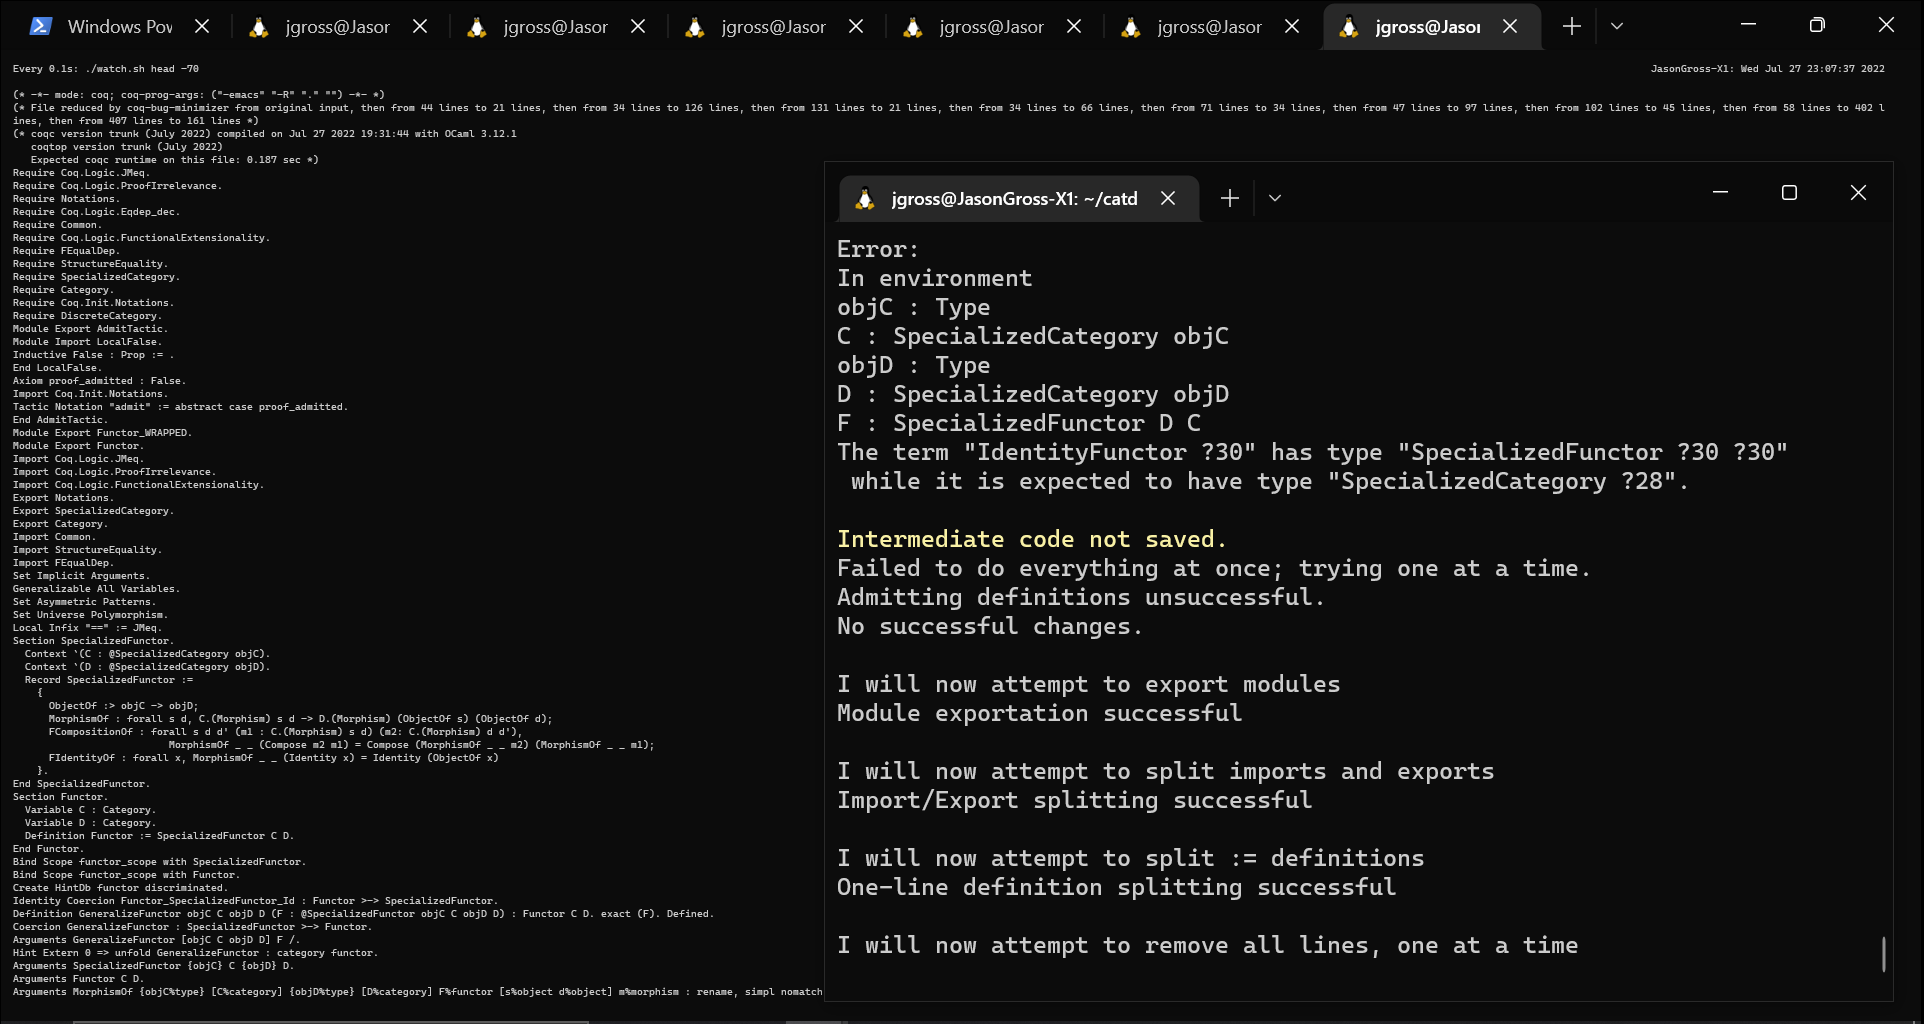 Windows Pov
jgross@Jasor
jgross@Jasor
jgross@Jasor
jgross@Jasor
jgross@Jasor
jgross@Jasor
Every 0.1s: ./watch.sh head -70
JasonGross-X1: Wed Jul 27 23:07:37 2022
(* -*- mode: coq; coq-prog-args: ("-emacs" "-R" "." "") -*- *)
(* File reduced by coq-bug-minimizer from original input, then from 44 lines to 21 lines, then from 34 lines to 126 lines, then from 131 lines to 21 lines, then from 34 lines to 66 lines, then from 71 lines to 34 lines, then from 47 lines to 97 lines, then from 102 lines to 45 lines, then from 58 lines to 402 l
ines, then from 407 lines to 161 lines *)
(* coqc version trunk (July 2022) compiled on Jul 27 2022 19:31:44 with OCaml 3.12.1
   coqtop version trunk (July 2022)
   Expected coqc runtime on this file: 0.187 sec *)
Require Coq.Logic.JMeq.
Require Coq.Logic.ProofIrrelevance.
Require Notations.
Require Coq.Logic.Eqdep_dec.
Require Common.
Require Coq.Logic.FunctionalExtensionality.
Require FEqualDep.
Require StructureEquality.
Require SpecializedCategory.
Require Category.
Require Coq.Init.Notations.
Require DiscreteCategory.
Module Export AdmitTactic.
Module Import LocalFalse.
Inductive False : Prop := .
End LocalFalse.
Axiom proof_admitted : False.
Import Coq.Init.Notations.
Tactic Notation "admit" := abstract case proof_admitted.
End AdmitTactic.
Module Export Functor_WRAPPED.
Module Export Functor.
Import Coq.Logic.JMeq.
Import Coq.Logic.ProofIrrelevance.
Import Coq.Logic.FunctionalExtensionality.
Export Notations.
Export SpecializedCategory.
Export Category.
Import Common.
Import StructureEquality.
Import FEqualDep.
Set Implicit Arguments.
Generalizable All Variables.
Set Asymmetric Patterns.
Set Universe Polymorphism.
Local Infix "==" := JMeq.
Section SpecializedFunctor.
  Context `(C : @SpecializedCategory objC).
  Context `(D : @SpecializedCategory objD).
  Record SpecializedFunctor :=
    {
      ObjectOf :> objC -> objD;
      MorphismOf : forall s d, C.(Morphism) s d -> D.(Morphism) (ObjectOf s) (ObjectOf d);
      FCompositionOf : forall s d d' (m1 : C.(Morphism) s d) (m2: C.(Morphism) d d'),
                          MorphismOf _ _ (Compose m2 m1) = Compose (MorphismOf _ _ m2) (MorphismOf _ _ m1);
      FIdentityOf : forall x, MorphismOf _ _ (Identity x) = Identity (ObjectOf x)
    }.
End SpecializedFunctor.
Section Functor.
  Variable C : Category.
  Variable D : Category.
  Definition Functor := SpecializedFunctor C D.
End Functor.
Bind Scope functor_scope with SpecializedFunctor.
Bind Scope functor_scope with Functor.
Create HintDb functor discriminated.
Identity Coercion Functor_SpecializedFunctor_Id : Functor >-> SpecializedFunctor.
Definition GeneralizeFunctor objC C objD D (F : @SpecializedFunctor objC C objD D) : Functor C D. exact (F). Defined.
Coercion GeneralizeFunctor : SpecializedFunctor >-> Functor.
Arguments GeneralizeFunctor [objC C objD D] F /.
Hint Extern 0 => unfold GeneralizeFunctor : category functor.
Arguments SpecializedFunctor {objC} C {objD} D.
Arguments Functor C D.
Arguments MorphismOf {objC%type} [C%category] {objD%type} [D%category] F%functor [s%object d%object] m%morphism : rename, simpl nomatch
jgross@JasonGross-X1: ~/catd
Error:
In environment
objC : Type
C : SpecializedCategory objC
objD : Type
D : SpecializedCategory objD
F : SpecializedFunctor D C
The term "IdentityFunctor ?30" has type "SpecializedFunctor ?30 ?30"
 while it is expected to have type "SpecializedCategory ?28".
Intermediate code not saved.
Failed to do everything at once; trying one at a time.
Admitting definitions unsuccessful.
No successful changes.
I will now attempt to export modules
Module exportation successful
I will now attempt to split imports and exports
Import/Export splitting successful
I will now attempt to split := definitions
One-line definition splitting successful
I will now attempt to remove all lines, one at a time